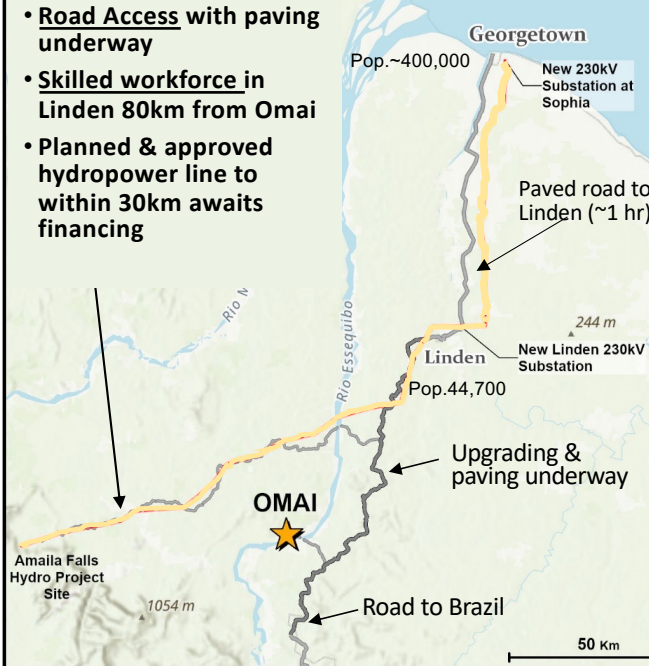 • Road Access with paving
underway
• Skilled workforce in
Linden 80km from Omai
• Planned & approved
hydropower line to
within 30km awaits
financing
Georgetown
Pop.~400,000
New 230kV
Substation at
Sophia
Paved road to
Linden (~1 hr)
Rio N
Rio Essequibo
244 m
Linden
New Linden 230kV
Substation
Pop.44,700
Upgrading &
paving underway
OMAI
Amaila Falls
Hydro Project
Site
1054 m
Road to Brazil
50 Km